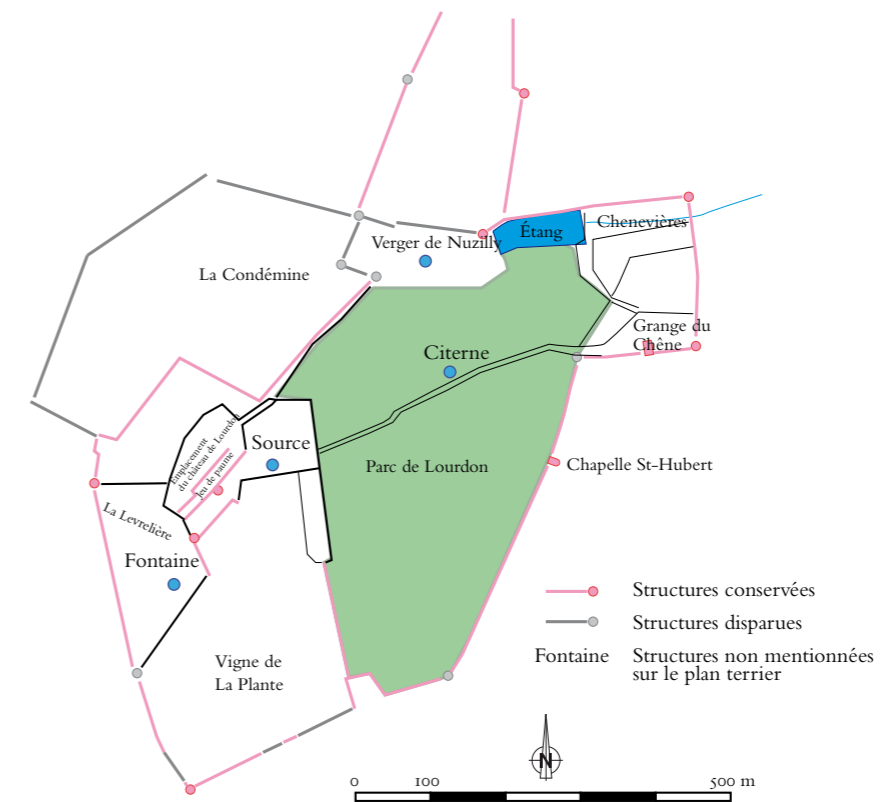 Étang
Chenevières
Verger de Nuzilly
La Condémine
Grange du
Chêne
Citerne
Emplacement
du château de Lourdon
Jeu de paume
Source
Parc de Lourdon
Chapelle St-Hubert
La Levrelière
Fontaine
Vigne de
La Plante
Structures conservées
Structures disparues
Fontaine Structures non mentionnées
sur le plan terrier
N
0 100 500 m